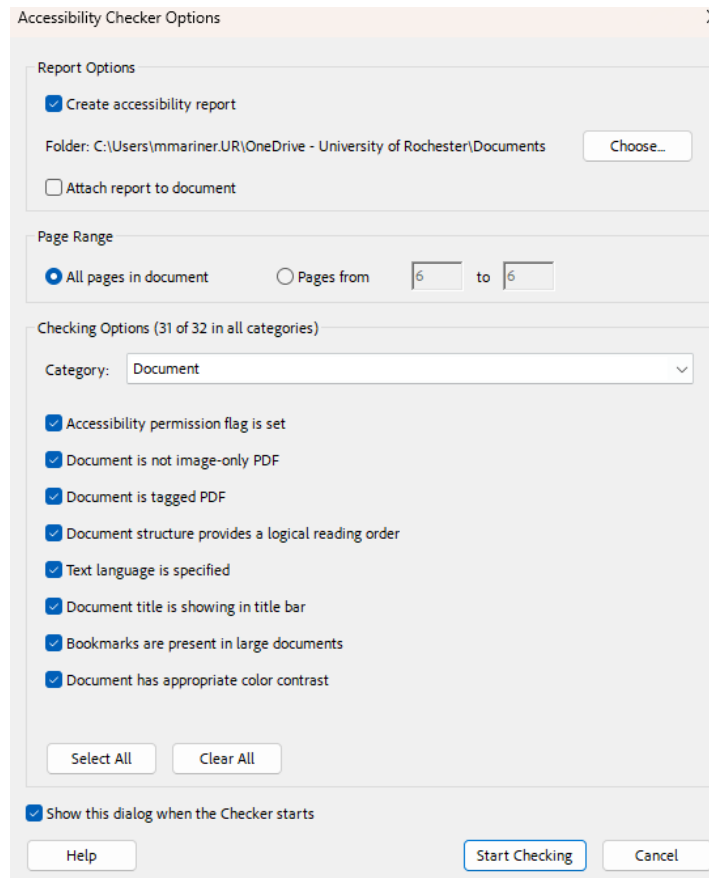 Accessibility Checker Options
Report Options
Create accessibility report
Folder: C:\Users\mmariner.UR\OneDrive - University of Rochester\Documents
Choose...
Attach report to document
Page Range
All pages in document
Pages from 6 to 6
Checking Options (31 of 32 in all categories)
Category: Document
Accessibility permission flag is set
Document is not image-only PDF
Document is tagged PDF
Document structure provides a logical reading order
Text language is specified
Document title is showing in title bar
Bookmarks are present in large documents
Document has appropriate color contrast
Select All
Clear All
Show this dialog when the Checker starts
Help
Start Checking
Cancel